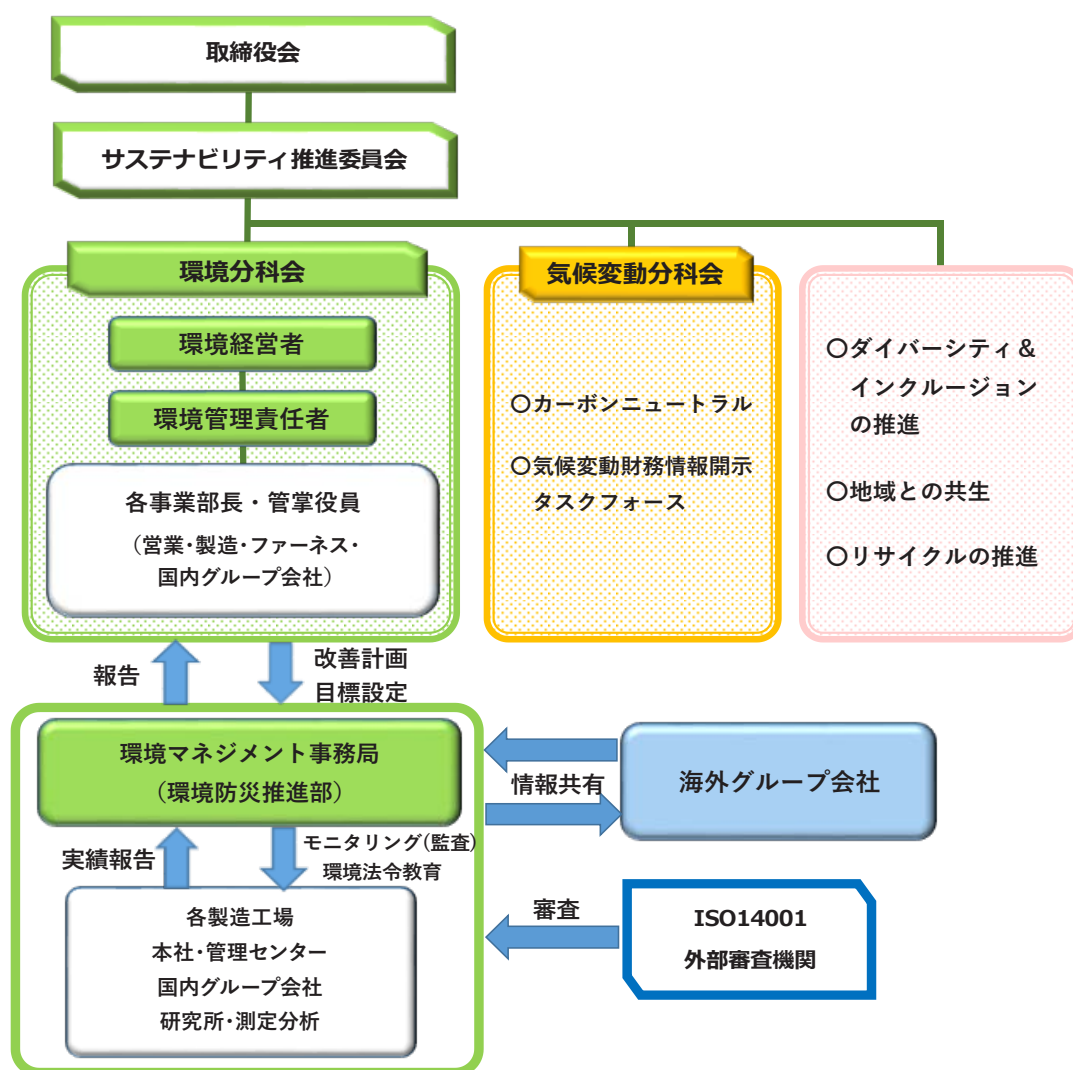 取締役会
サステナビリティ推進委員会
環境分科会
環境経営者
環境管理責任者
各事業部長・管掌役員
（営業・製造・ファーネス・
国内グループ会社）
気候変動分科会
〇カーボンニュートラル
〇気候変動財務情報開示
タスクフォース
〇ダイバーシティ＆
インクルージョン
の推進
〇地域との共生
〇リサイクルの推進
報告
改善計画
目標設定
環境マネジメント事務局
（環境防災推進部）
情報共有
海外グループ会社
実績報告
モニタリング(監査)
環境法令教育
各製造工場
本社・管理センター
国内グループ会社
研究所・測定分析
審査
ISO14001
外部審査機関